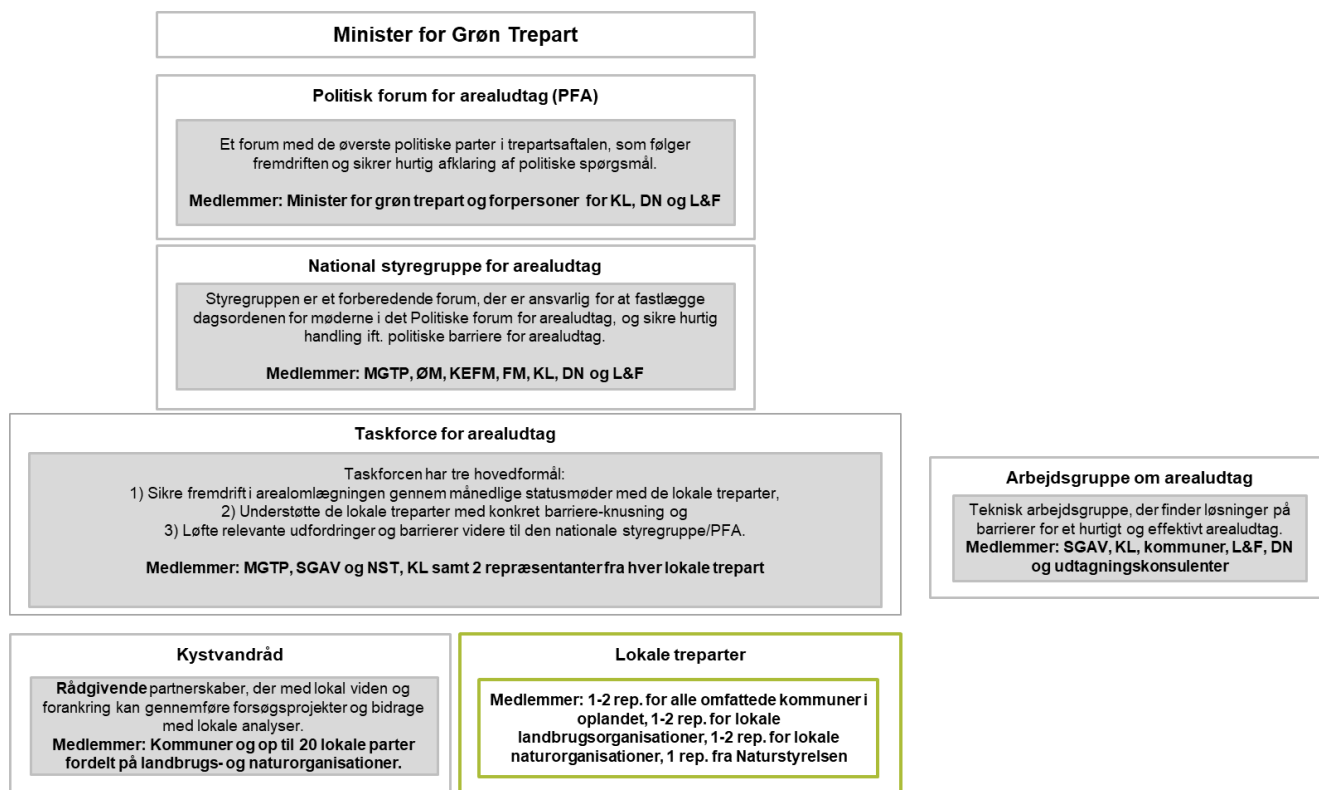 Minister for Grøn Trepart
Politisk forum for arealudtag (PFA)
Et forum med de øverste politiske parter i trepartsaftalen, som følger
fremdriften og sikrer hurtig afklaring af politiske spørgsmål.
Medlemmer: Minister for grøn trepart og forpersoner for KL, DN og L&F
National styregruppe for arealudtag
Styregruppen er et forberedende forum, der er ansvarlig for at fastlægge
dagsordenen for møderne i det Politiske forum for arealudtag, og sikre hurtig
handling ift. politiske barriere for arealudtag.
Medlemmer: MGTP, ØM, KEFM, FM, KL, DN og L&F
Taskforce for arealudtag
Taskforcen har tre hovedformål:
1) Sikre fremdrift i arealomlægningen gennem månedlige statusmøder med de lokale treparter,
2) Understøtte de lokale treparter med konkret barriere-knusning og
3) Løfte relevante udfordringer og barrierer videre til den nationale styregruppe/PFA.
Medlemmer: MGTP, SGAV og NST, KL samt 2 repræsentanter fra hver lokale trepart
Arbejdsgruppe om arealudtag
Teknisk arbejdsgruppe, der finder løsninger på
barrierer for et hurtigt og effektivt arealudtag.
Medlemmer: SGAV, KL, kommuner, L&F, DN
og udtagningskonsulenter
Kystvandråd
Rådgivende partnerskaber, der med lokal viden og
forankring kan gennemføre forsøgsprojekter og bidrage
med lokale analyser.
Medlemmer: Kommuner og op til 20 lokale parter
fordelt på landbrugs- og naturorganisationer.
Lokale treparter
Medlemmer: 1-2 rep. for alle omfattede kommuner i
oplandet, 1-2 rep. for lokale
landbrugsorganisationer, 1-2 rep. for lokale
naturorganisationer, 1 rep. fra Naturstyrelsen